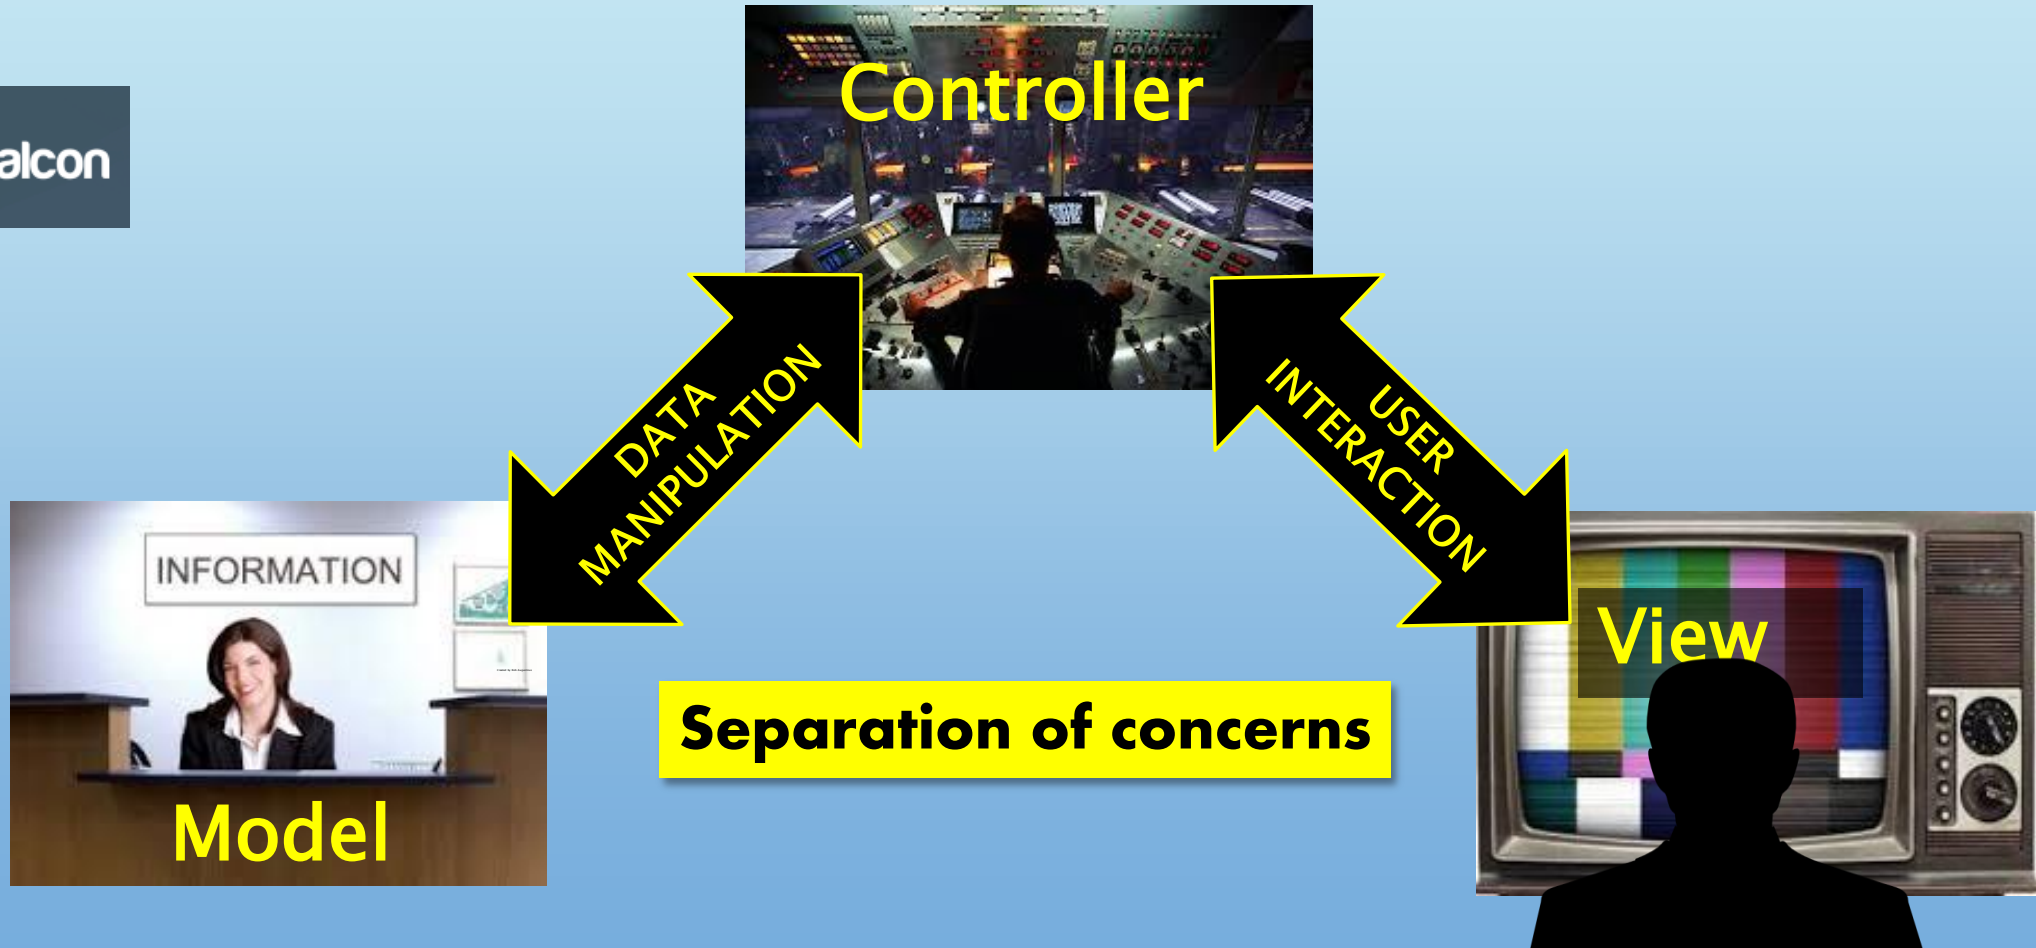 Controller
alcon
DATA
MANIPULATION
USER
INTERACTION
INFORMATION
View
Separation of concerns
Model